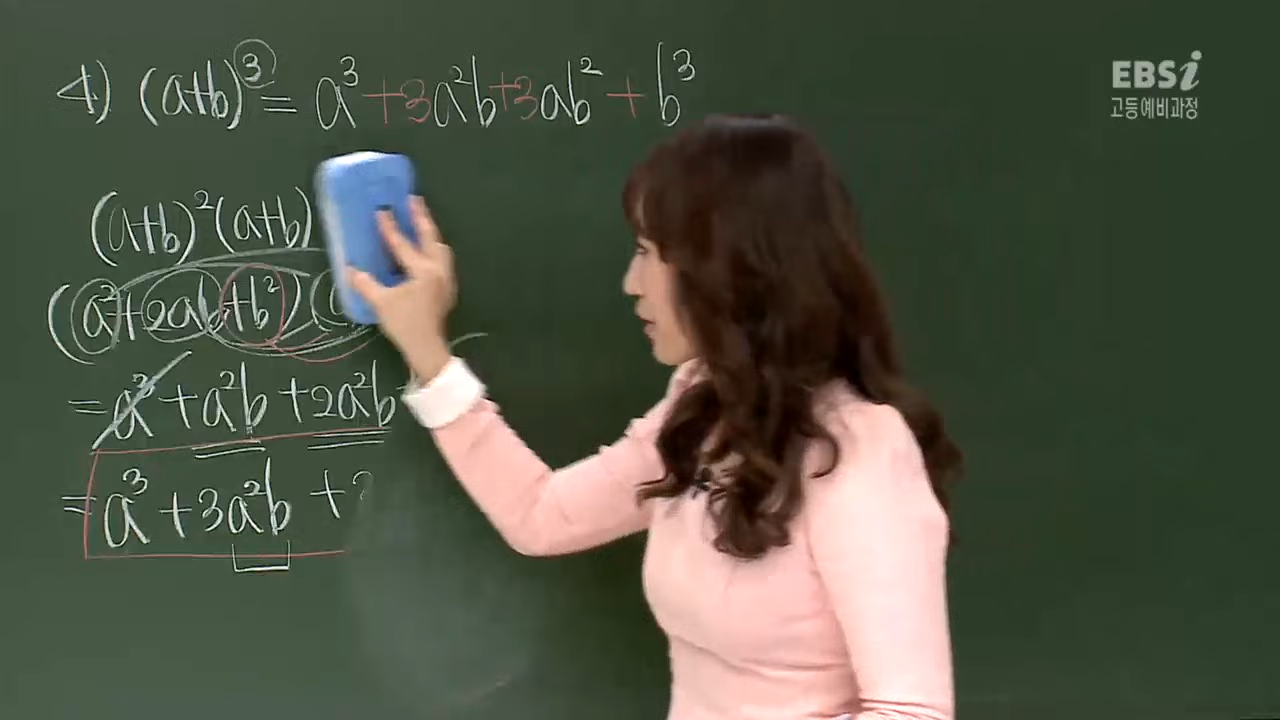 4) (a+b)³ = a³+3a²b+3ab²+b³
EBSi
고등예비과정
(a+b)²(a+b)
(a²+2ab+b²)(
=a³+a²b+2a²b
=a³+3a²b+